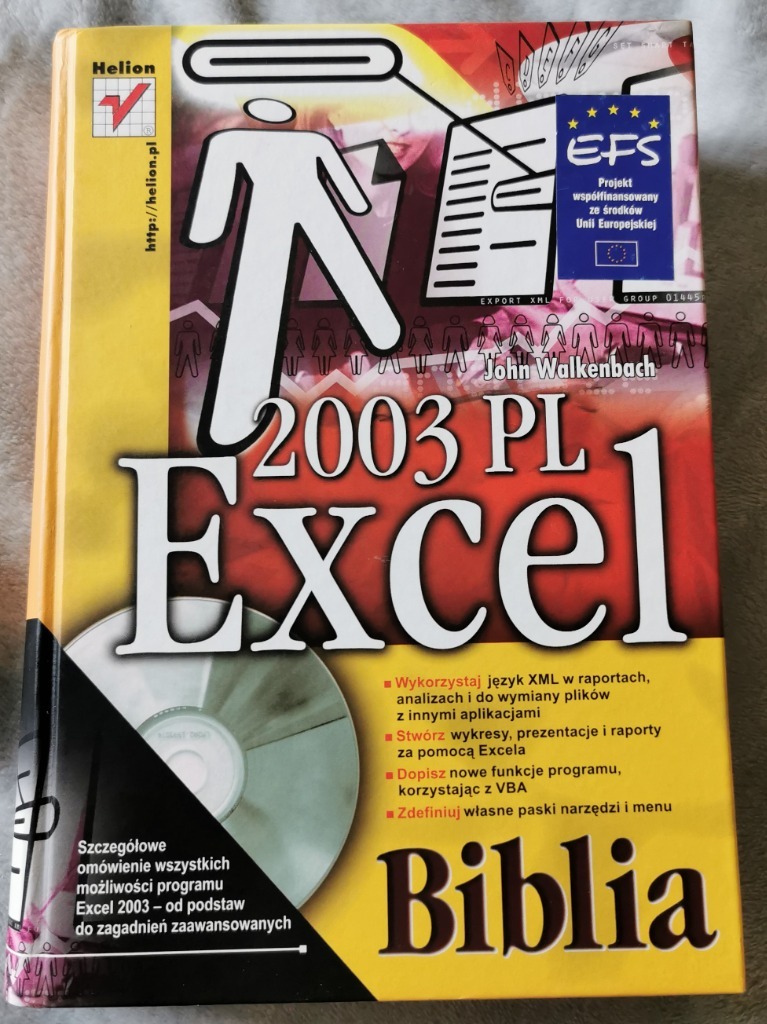 Helion
®
http://helion.pl
EFS
Projekt
współfinansowany
ze środków
Unii Europejskiej
John Walkenbach
2003 PL
Excel
Wykorzystaj język XML w raportach,
analizach i do wymiany plików
z innymi aplikacjami
Stwórz wykresy, prezentacje i raporty
za pomocą Excela
Dopisz nowe funkcje programu,
korzystając z VBA
Zdefiniuj własne paski narzędzi i menu
Szczegółowe
omówienie wszystkich
możliwości programu
Excel 2003 – od podstaw
do zagadnień zaawansowanych
Biblia
EXPORT XML
GROUP 01445